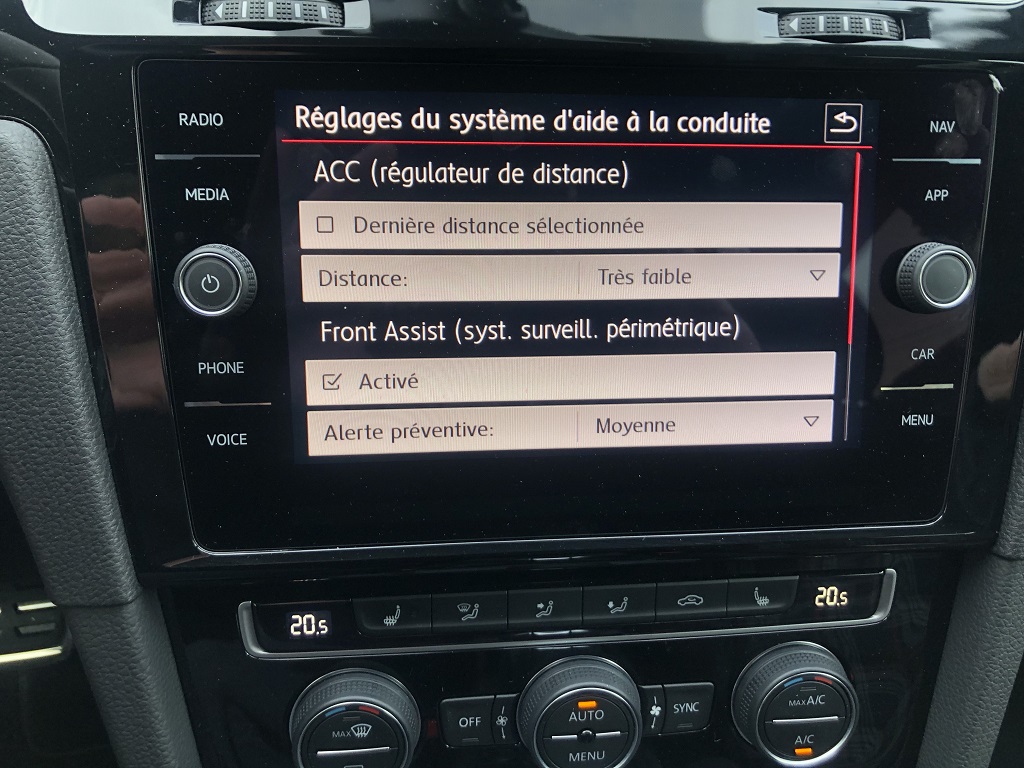 RADIO
MEDIA
PHONE
VOICE
Réglages du système d'aide à la conduite
ACC (régulateur de distance)
Dernière distance sélectionnée
Distance: Très faible
Front Assist (syst. surveill. périmétrique)
Activé
Alerte préventive: Moyenne
NAV
APP
CAR
MENU
20.5
20.5
MAX
OFF
AUTO
MENU
SYNC
MAX A/C
A/C